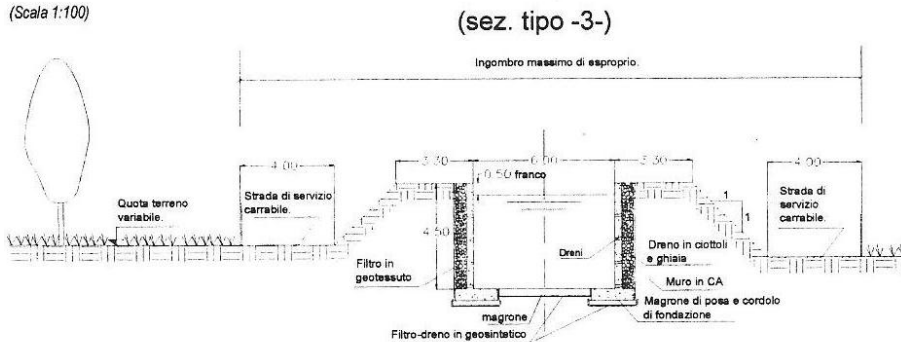 (Scala 1:100)
(sez. tipo -3-)
Ingombro massimo di esproprio.
4.00
3.30
6.00
3.30
4.00
0.50 franco
Quota terreno
variabile.
Strada di servizio
carrabile.
4.50
1
1
Strada di
servizio
carrabile.
Filtro in
geotessuto
Dreni
Dreno in ciottoli
e ghiaia
Muro in CA
Magrone di posa e cordolo
di fondazione
magrone
Filtro-dreno in geosintetico